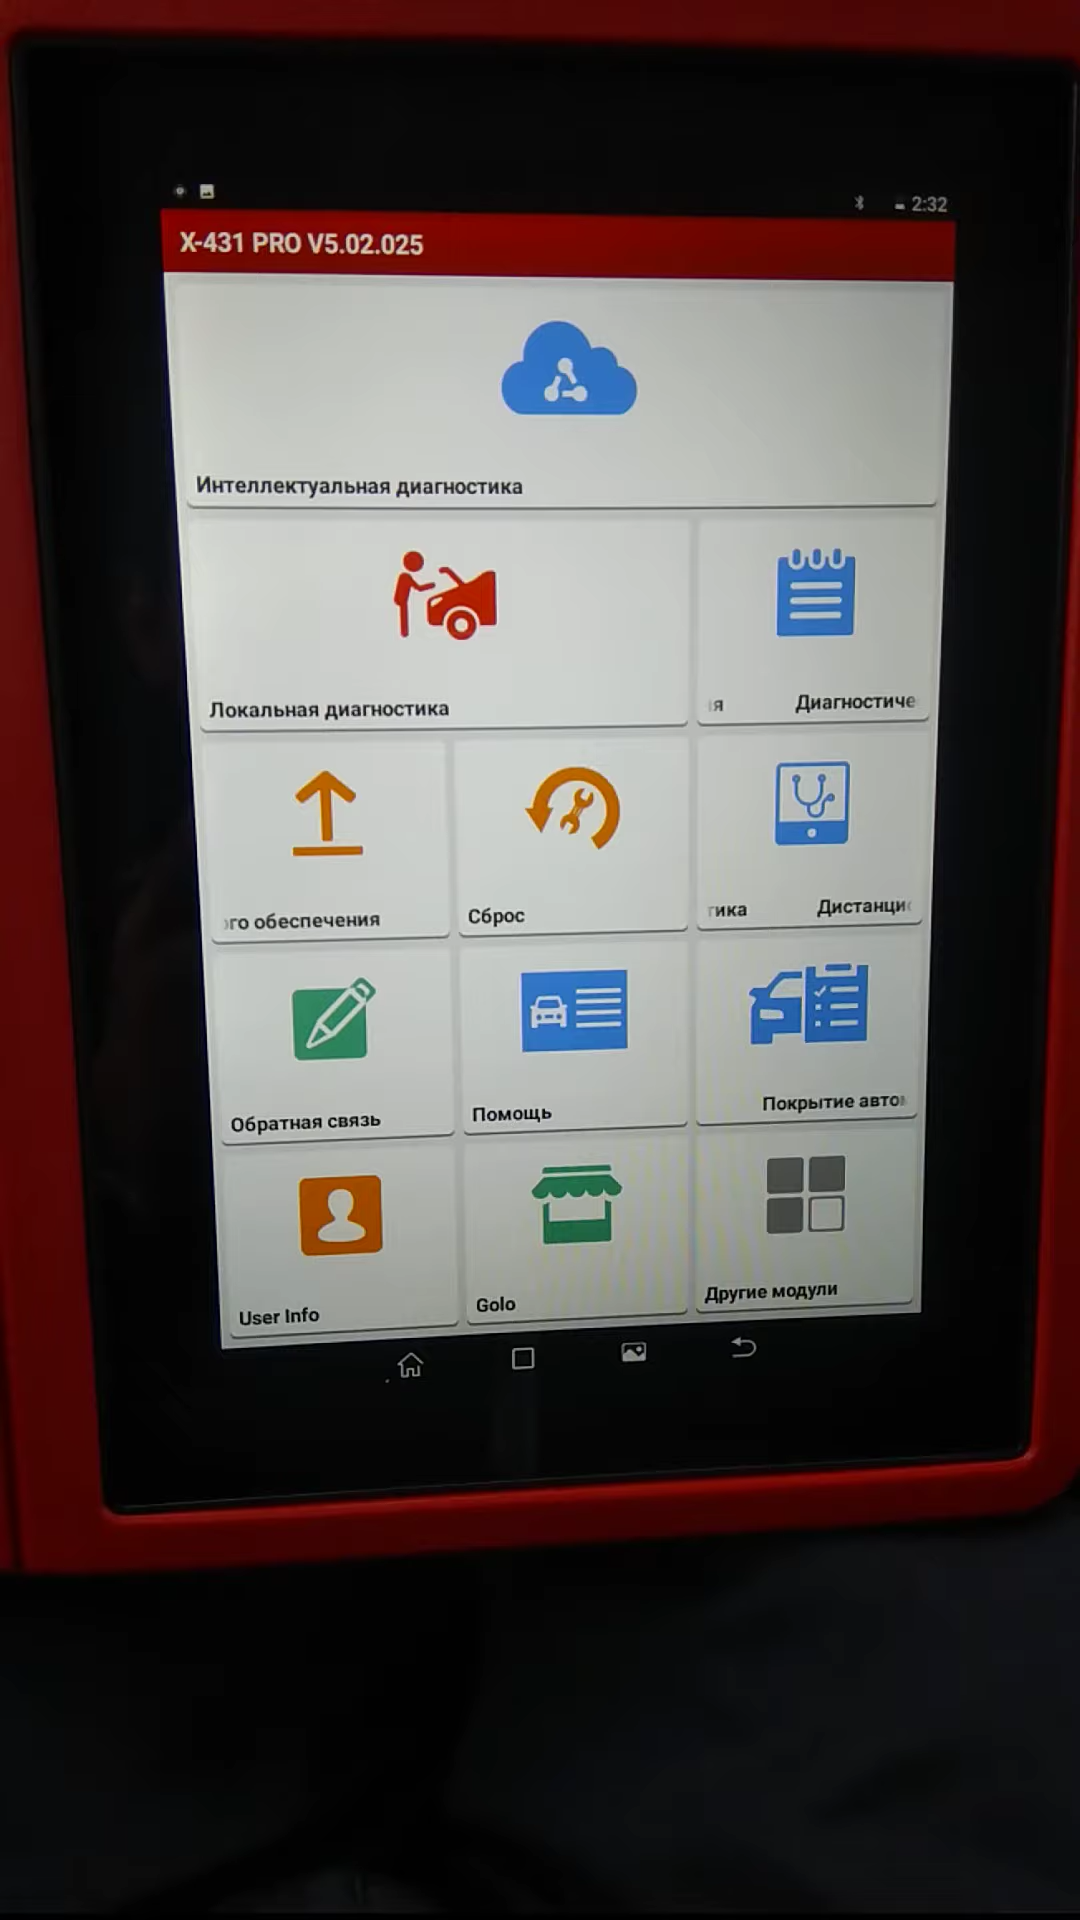 2:32
X-431 PRO V5.02.025
Интеллектуальная диагностика
Локальная диагностика
я Диагностиче
го обеспечения
Сброс
тика Дистанци
Обратная связь
Помощь
Покрытие авто
User Info
Golo
Другие модули